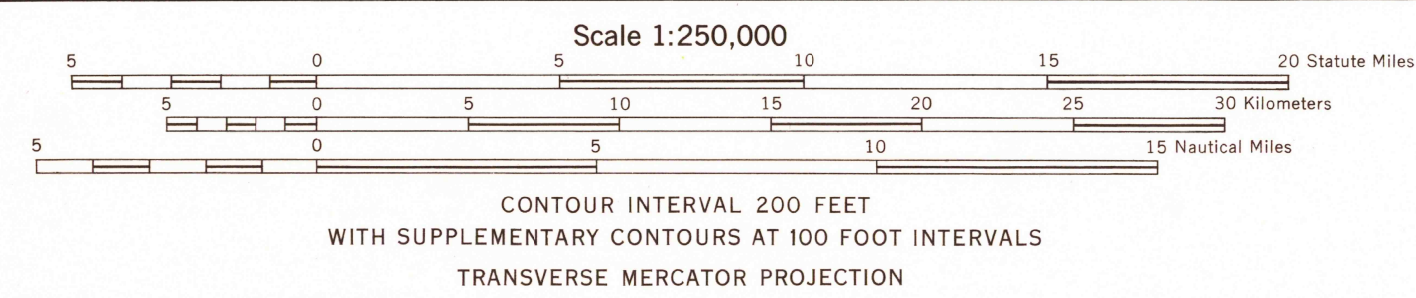 Scale 1:250,000
5 0 5 10 15 20 Statute Miles
5 0 5 10 15 20 25 30 Kilometers
5 0 5 10 15 Nautical Miles
CONTOUR INTERVAL 200 FEET
WITH SUPPLEMENTARY CONTOURS AT 100 FOOT INTERVALS
TRANSVERSE MERCATOR PROJECTION